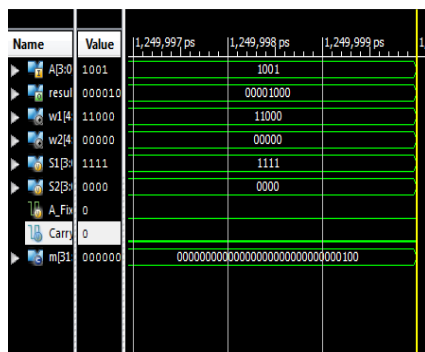 Name Value 1,249,997 ps 1,249,998 ps 1,249,999 ps 1
A[3:0 1001 1001
resul 000010 00001000
w1[4: 11000 11000
w2[4: 00000 00000
S1[3: 1111 1111
S2[3: 0000 0000
A_Fix 0
Carry 0
m[31: 000000 00000000000000000000000000000100